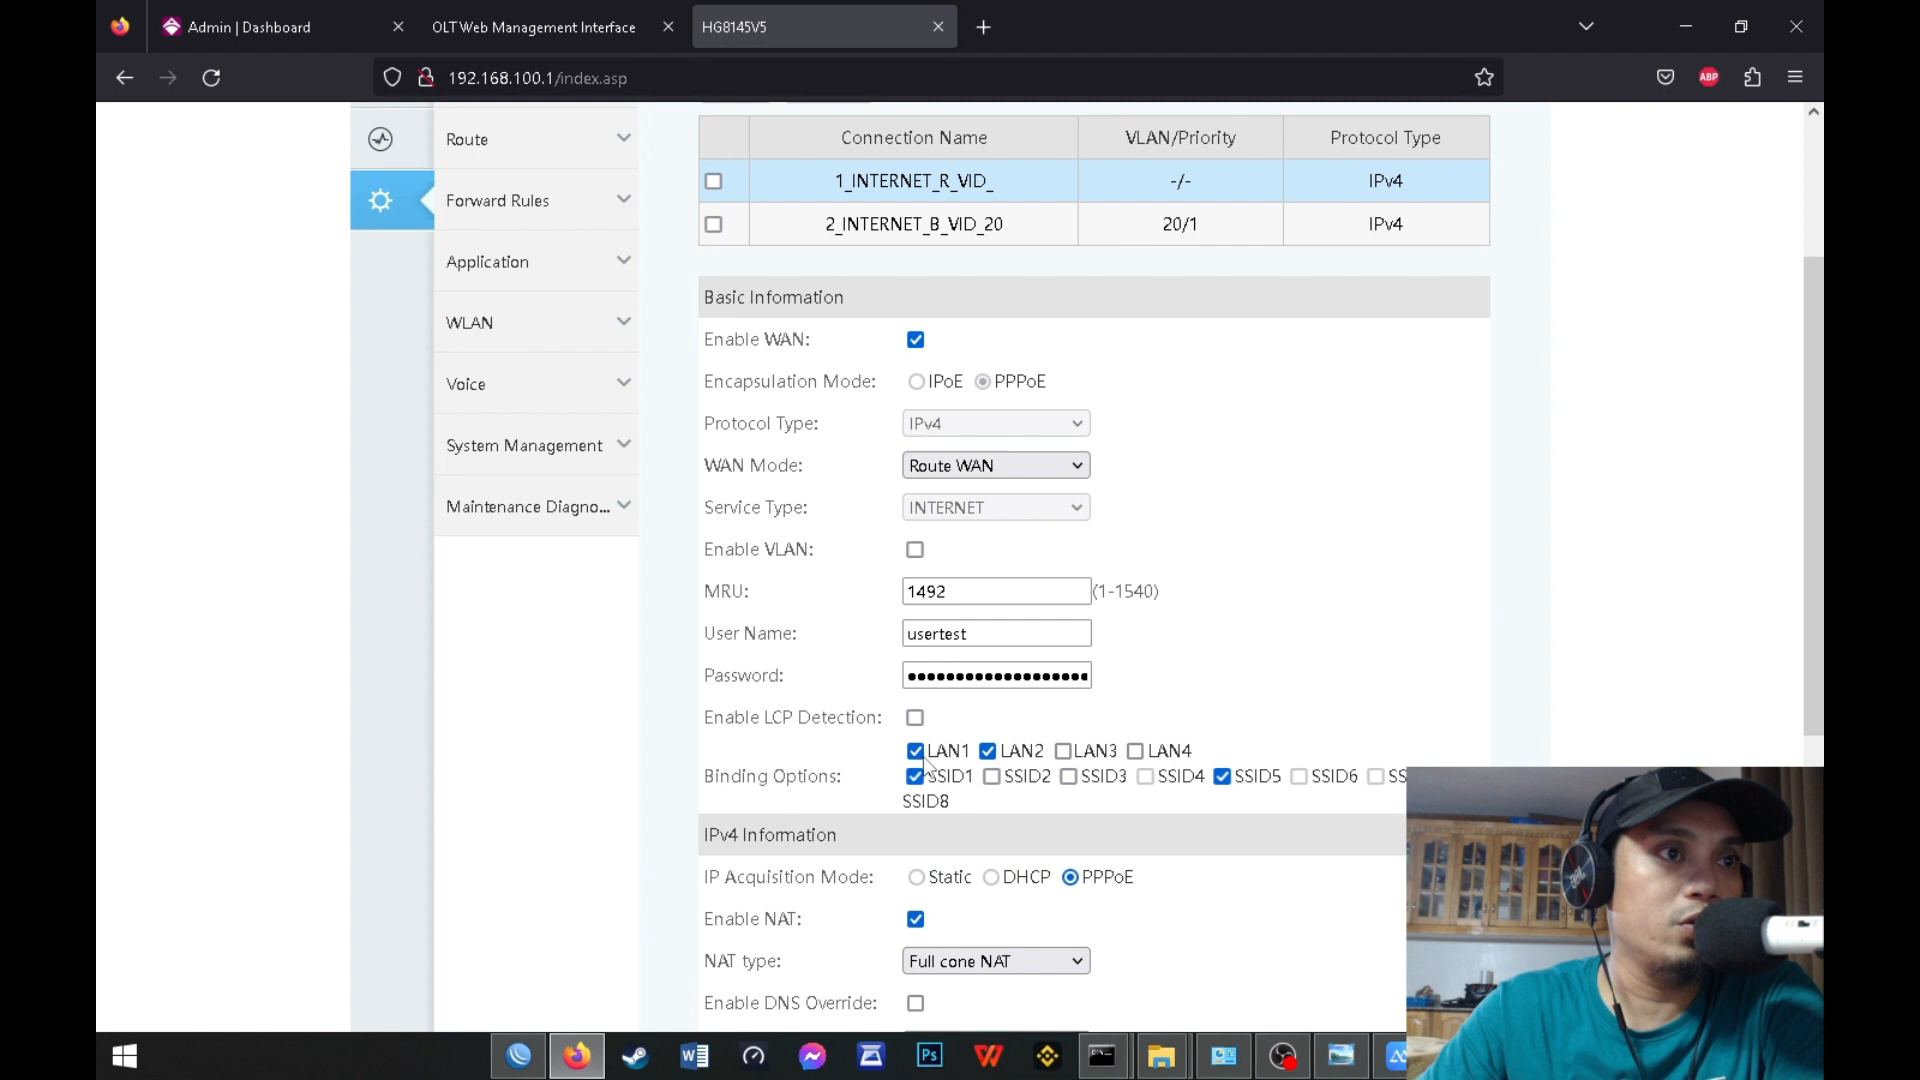 Admin | Dashboard
OLT Web Management Interface
HG8145V5
192.168.100.1/index.asp
ABP
Route
Forward Rules
Application
WLAN
Voice
System Management
Maintenance Diagno...
Connection Name VLAN/Priority Protocol Type
1_INTERNET_R_VID_ -/- IPv4
2_INTERNET_B_VID_20 20/1 IPv4
Basic Information
Enable WAN:
Encapsulation Mode: IPoE PPPoE
Protocol Type: IPv4
WAN Mode: Route WAN
Service Type: INTERNET
Enable VLAN:
MRU: 1492 (1-1540)
User Name: usertest
Password: •••••••••••••••••••
Enable LCP Detection:
LAN1 LAN2 LAN3 LAN4
Binding Options: SSID1 SSID2 SSID3 SSID4 SSID5 SSID6 SS
SSID8
IPv4 Information
IP Acquisition Mode: Static DHCP PPPoE
Enable NAT:
NAT type: Full cone NAT
Enable DNS Override:
W
Ps